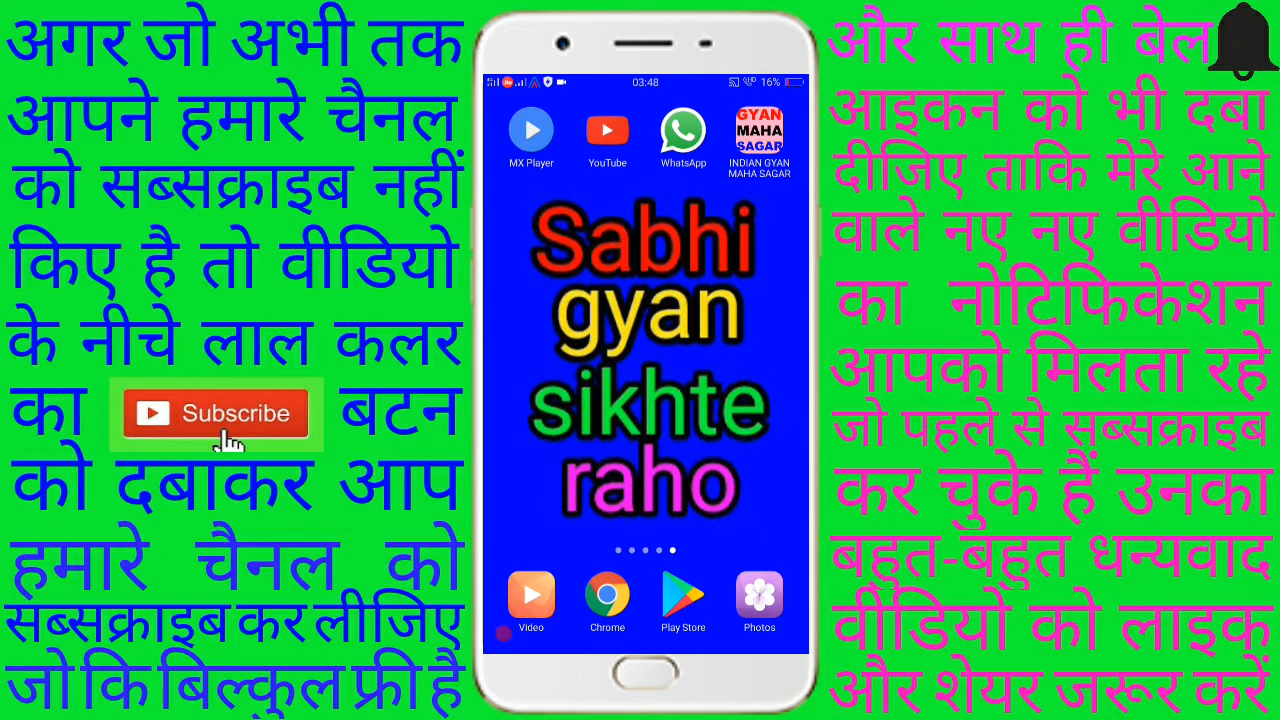 अगर जो अभी तक
आपने हमारे चैनल
को सब्सक्राइब नहीं
किए है तो वीडियो
के नीचे लाल कलर
का Subscribe बटन
को दबाकर आप
हमारे चैनल को
सब्सक्राइब कर लीजिए
जो कि बिल्कुल फ्री है
03:48
16%
MX Player
YouTube
WhatsApp
GYAN
MAHA
SAGAR
INDIAN GYAN
MAHA SAGAR
Sabhi
gyan
sikhte
raho
Video
Chrome
Play Store
Photos
और साथ ही बेल
आइकन को भी दबा
दीजिए ताकि मेरे आने
वाले नए नए वीडियो
का नोटिफिकेशन
आपको मिलता रहे
जो पहले से सब्सक्राइब
कर चुके हैं उनका
बहुत-बहुत धन्यवाद
वीडियो को लाइक
और शेयर जरूर करें